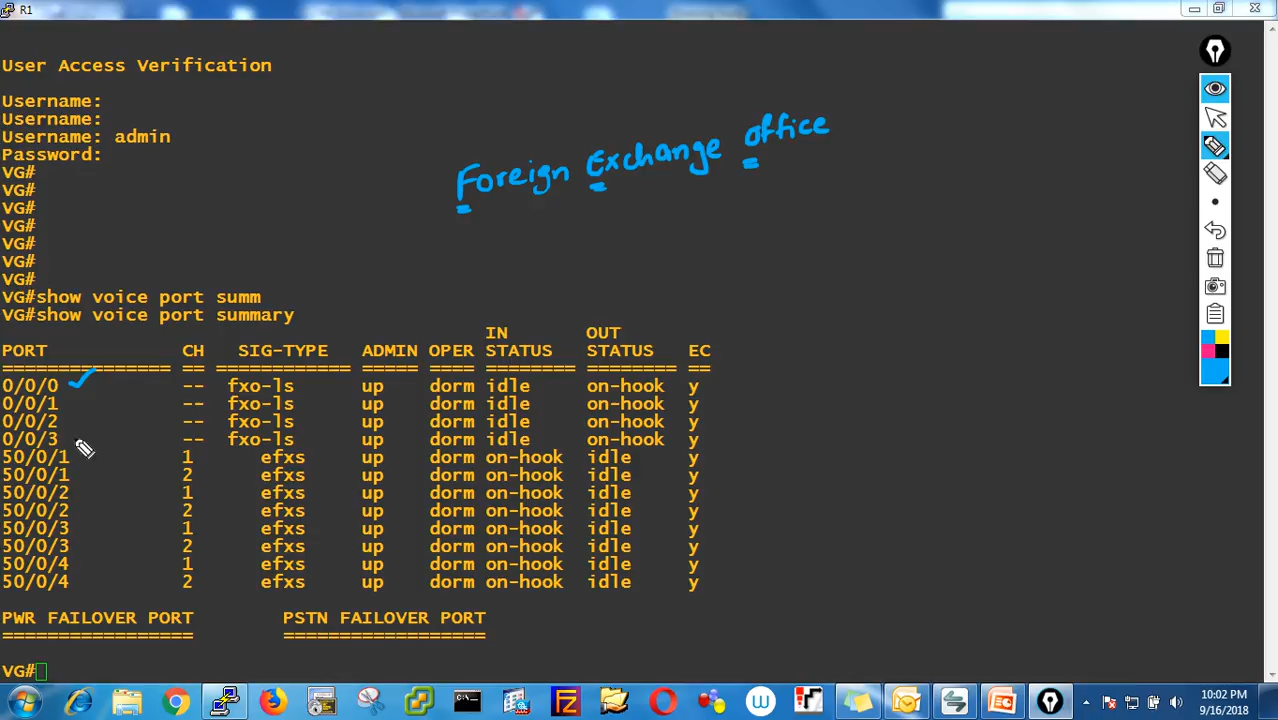 R1
User Access Verification
Username:
Username:
Username: admin
Password:
VG#
VG#
VG#
VG#
VG#
VG#
VG#
Foreign Exchange office
VG#show voice port summ
VG#show voice port summary
IN OUT
PORT CH SIG-TYPE ADMIN OPER STATUS STATUS EC
=============== == ============ ===== ==== ======== ======== ==
0/0/0 -- fxo-ls up dorm idle on-hook y
0/0/1 -- fxo-ls up dorm idle on-hook y
0/0/2 -- fxo-ls up dorm idle on-hook y
0/0/3 -- fxo-ls up dorm idle on-hook y
50/0/1 1 efxs up dorm on-hook idle y
50/0/1 2 efxs up dorm on-hook idle y
50/0/2 1 efxs up dorm on-hook idle y
50/0/2 2 efxs up dorm on-hook idle y
50/0/3 1 efxs up dorm on-hook idle y
50/0/3 2 efxs up dorm on-hook idle y
50/0/4 1 efxs up dorm on-hook idle y
50/0/4 2 efxs up dorm on-hook idle y
PWR FAILOVER PORT PSTN FAILOVER PORT
================= ==================
VG#
10:02 PM
9/16/2018